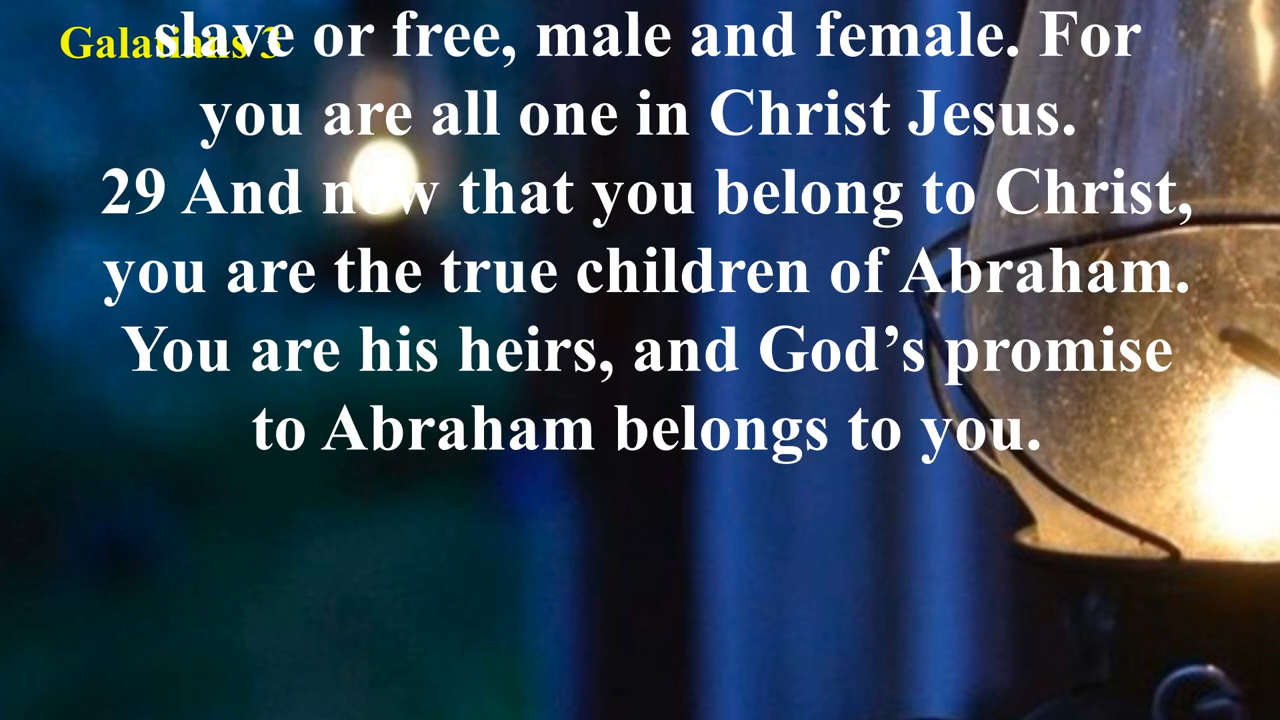 Galatians 3
slave or free, male and female. For
you are all one in Christ Jesus.
29 And now that you belong to Christ,
you are the true children of Abraham.
You are his heirs, and God’s promise
to Abraham belongs to you.